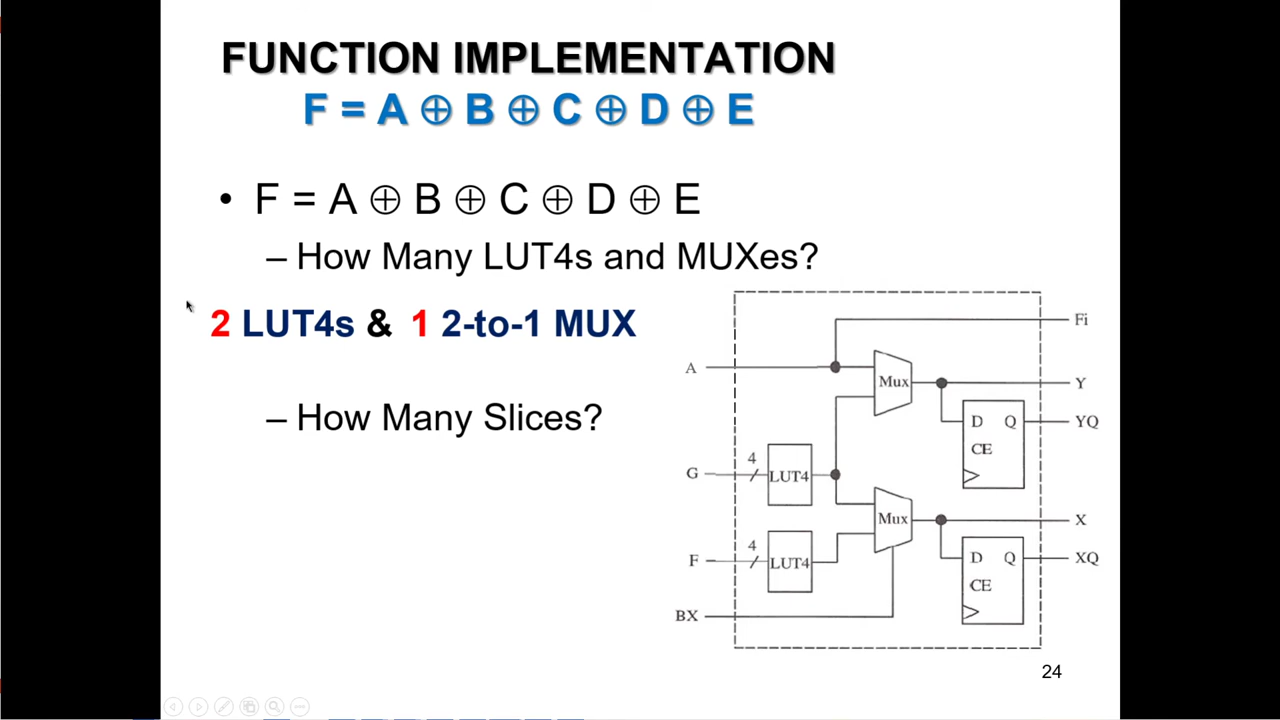 FUNCTION IMPLEMENTATION
F = A ⊕ B ⊕ C ⊕ D ⊕ E
• F = A ⊕ B ⊕ C ⊕ D ⊕ E
– How Many LUT4s and MUXes?
2 LUT4s & 1 2-to-1 MUX
– How Many Slices?
Fi
A
Mux
Y
D Q
YQ
CE
4
G
LUT4
Mux
X
4
F
LUT4
D Q
XQ
CE
BX
24